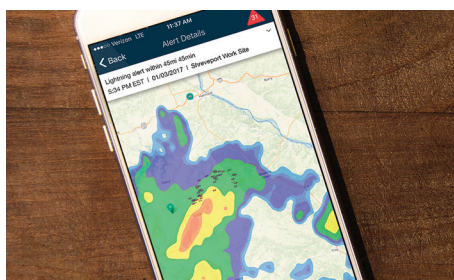 Verizon LTE 11:37 AM 31
Back Alert Details
Lightning alert within 45mi 45min
5:34 PM EST | 01/03/2017 | Shreveport Work Site